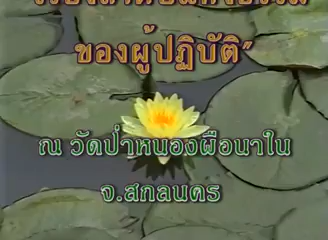 ของผู้ปฏิบัติ"
ณ วัดป่าหนองผือนาใน
จ.สกลนคร